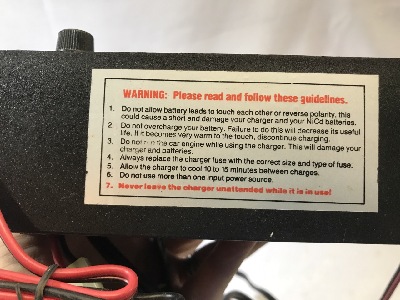 WARNING: Please read and follow these guidelines.
1. Do not allow battery leads to touch each other or reverse polarity, this
could cause a short and damage your charger and your NiCd batteries.
2. Do not overcharge your battery. Failure to do this will decrease its useful
life. If it becomes very warm to the touch, discontinue charging.
3. Do not run the car engine while using the charger. This will damage your
charger and batteries.
4. Always replace the charger fuse with the correct size and type of fuse.
5. Allow the charger to cool 10 to 15 minutes between charges.
6. Do not use more than one input power source.
7. Never leave the charger unattended while it is in use!